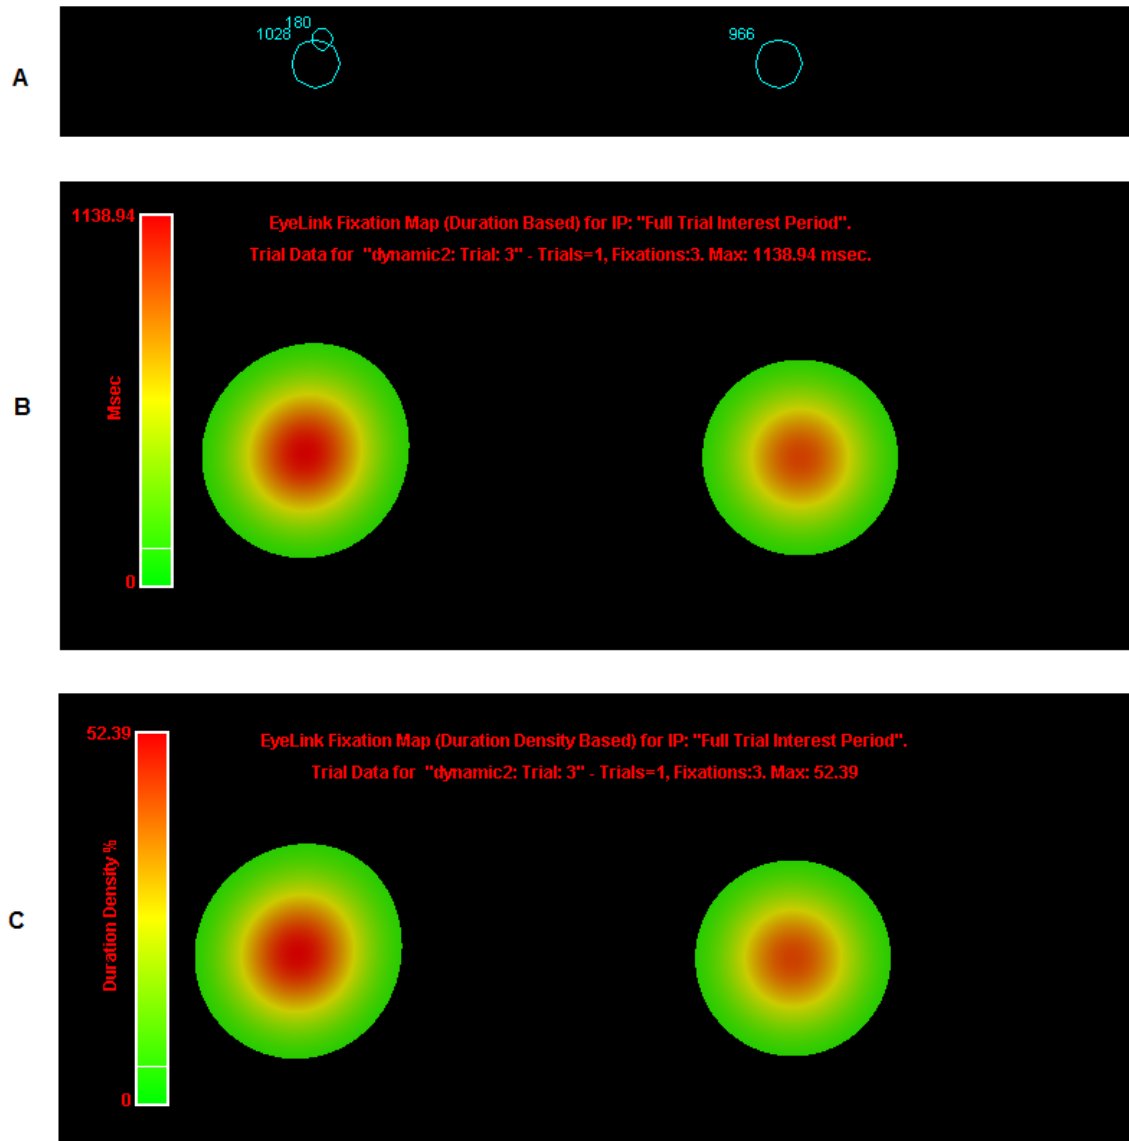 A
180
1028
966
B
1138.94
EyeLink Fixation Map (Duration Based) for IP: "Full Trial Interest Period".
Trial Data for "dynamic2: Trial: 3" - Trials=1, Fixations:3. Max: 1138.94 msec.
Msec
0
C
52.39
EyeLink Fixation Map (Duration Density Based) for IP: "Full Trial Interest Period".
Trial Data for "dynamic2: Trial: 3" - Trials=1, Fixations:3. Max: 52.39
Duration Density %
0